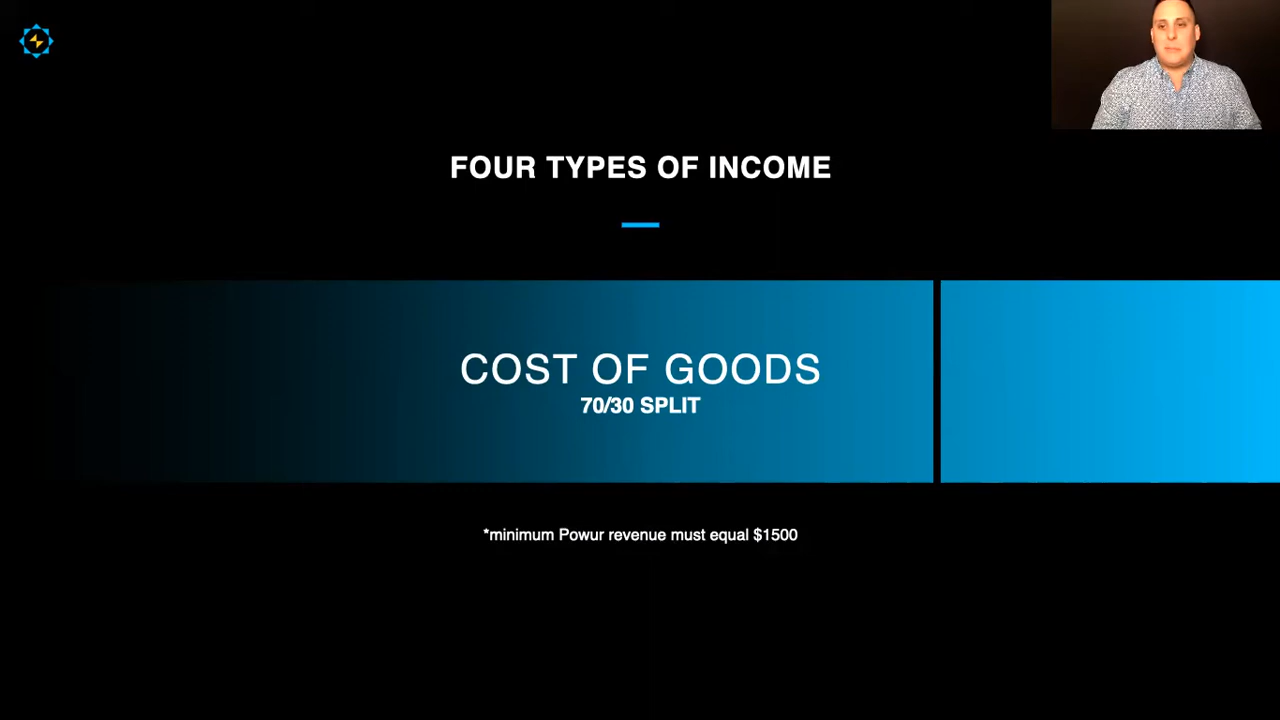 FOUR TYPES OF INCOME
COST OF GOODS
70/30 SPLIT
*minimum Powur revenue must equal $1500